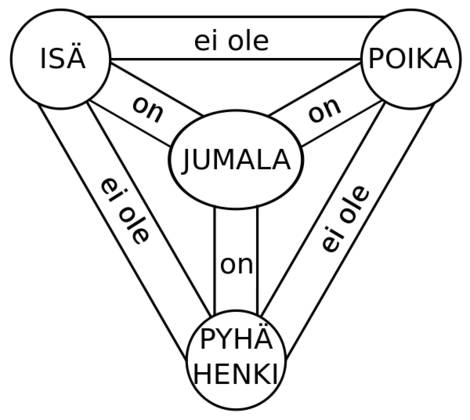 ei ole
ISÄ
POIKA
on
on
JUMALA
ei ole
ei ole
on
PYHÄ
HENKI